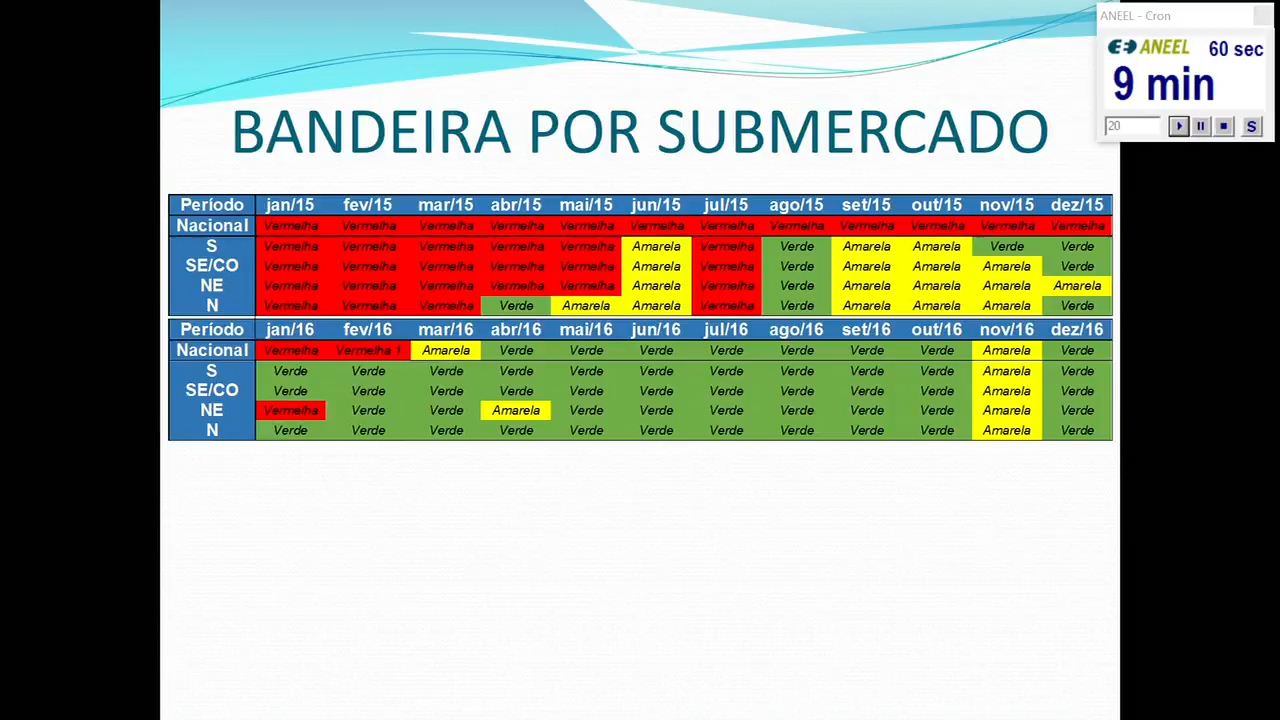 ANEEL - Cron
ANEEL 60 sec
9 min
20
S
BANDEIRA POR SUBMERCADO
Período jan/15 fev/15 mar/15 abr/15 mai/15 jun/15 jul/15 ago/15 set/15 out/15 nov/15 dez/15
Nacional Vermelha Vermelha Vermelha Vermelha Vermelha Vermelha Vermelha Vermelha Vermelha Vermelha Vermelha Vermelha
S Vermelha Vermelha Vermelha Vermelha Vermelha Amarela Vermelha Verde Amarela Amarela Verde Verde
SE/CO Vermelha Vermelha Vermelha Vermelha Vermelha Amarela Vermelha Verde Amarela Amarela Amarela Verde
NE Vermelha Vermelha Vermelha Vermelha Vermelha Amarela Vermelha Verde Amarela Amarela Amarela Amarela
N Vermelha Vermelha Vermelha Verde Amarela Amarela Vermelha Verde Amarela Amarela Amarela Verde
Período jan/16 fev/16 mar/16 abr/16 mai/16 jun/16 jul/16 ago/16 set/16 out/16 nov/16 dez/16
Nacional Vermelha Vermelha 1 Amarela Verde Verde Verde Verde Verde Verde Verde Amarela Verde
S Verde Verde Verde Verde Verde Verde Verde Verde Verde Verde Amarela Verde
SE/CO Verde Verde Verde Verde Verde Verde Verde Verde Verde Verde Amarela Verde
NE Vermelha Verde Verde Amarela Verde Verde Verde Verde Verde Verde Amarela Verde
N Verde Verde Verde Verde Verde Verde Verde Verde Verde Verde Amarela Verde